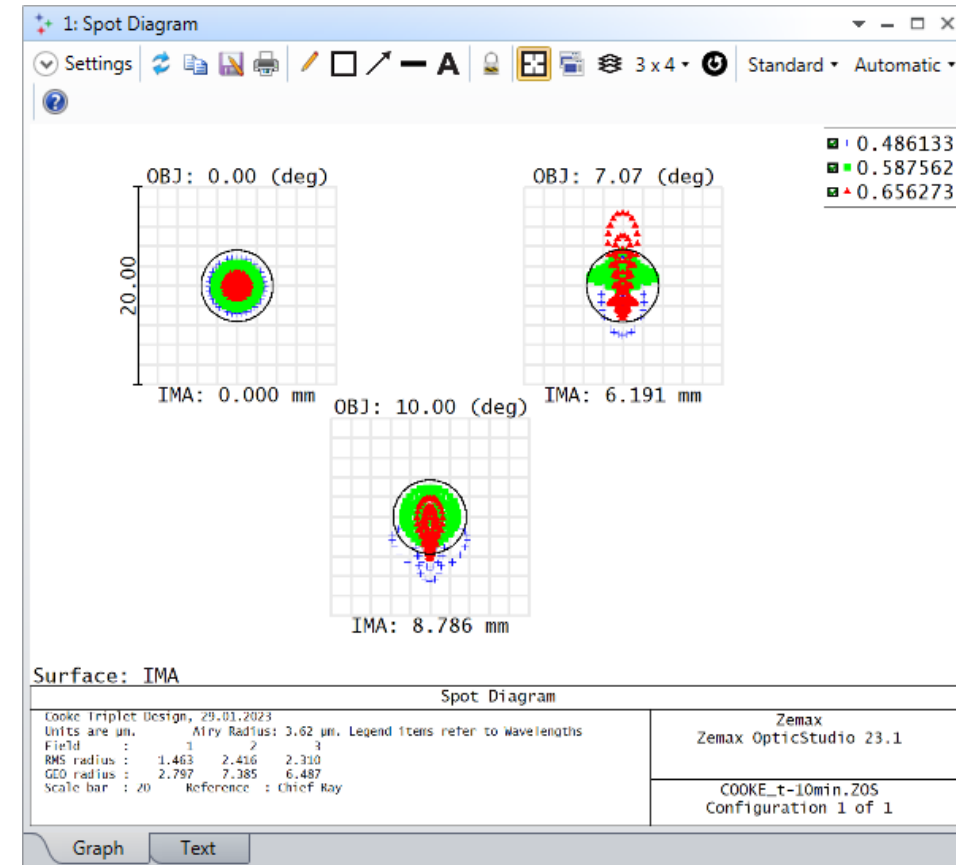 1: Spot Diagram
Settings A 3 x 4 Standard Automatic
0.486133
0.587562
0.656273
OBJ: 0.00 (deg)
OBJ: 7.07 (deg)
20.00
IMA: 0.000 mm
IMA: 6.191 mm
OBJ: 10.00 (deg)
IMA: 8.786 mm
Surface: IMA
Spot Diagram
Cooke Triplet Design, 29.01.2023
Units are µm. Airy Radius: 3.62 µm. Legend items refer to Wavelengths
Field : 1 2 3
RMS radius : 1.463 2.416 2.310
GEO radius : 2.797 7.385 6.487
Scale bar : 20 Reference : Chief Ray
Zemax
Zemax OpticStudio 23.1
COOKE_t-10min.ZOS
Configuration 1 of 1
Graph Text